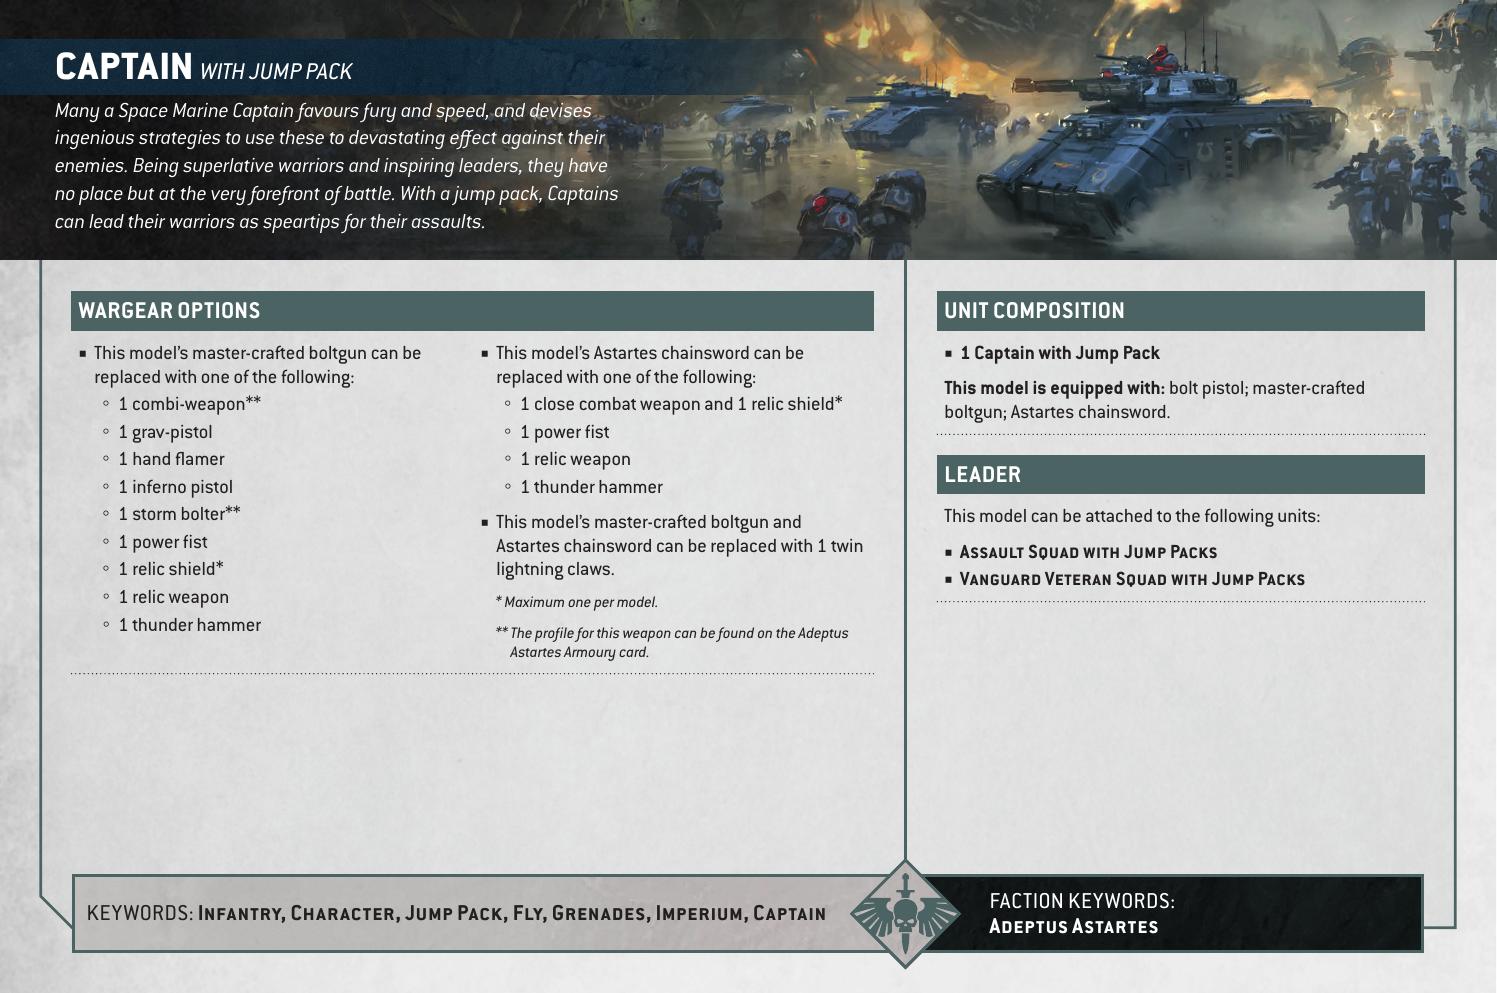 CAPTAIN WITH JUMP PACK
Many a Space Marine Captain favours fury and speed, and devises
ingenious strategies to use these to devastating effect against their
enemies. Being superlative warriors and inspiring leaders, they have
no place but at the very forefront of battle. With a jump pack, Captains
can lead their warriors as speartips for their assaults.
WARGEAR OPTIONS
■ This model's master-crafted boltgun can be
replaced with one of the following:
◦ 1 combi-weapon**
◦ 1 grav-pistol
◦ 1 hand flamer
◦ 1 inferno pistol
◦ 1 storm bolter**
◦ 1 power fist
◦ 1 relic shield*
◦ 1 relic weapon
◦ 1 thunder hammer
■ This model's Astartes chainsword can be
replaced with one of the following:
◦ 1 close combat weapon and 1 relic shield*
◦ 1 power fist
◦ 1 relic weapon
◦ 1 thunder hammer
■ This model's master-crafted boltgun and
Astartes chainsword can be replaced with 1 twin
lightning claws.
* Maximum one per model.
** The profile for this weapon can be found on the Adeptus
Astartes Armoury card.
UNIT COMPOSITION
■ 1 Captain with Jump Pack
This model is equipped with: bolt pistol; master-crafted
boltgun; Astartes chainsword.
LEADER
This model can be attached to the following units:
■ Assault Squad with Jump Packs
■ Vanguard Veteran Squad with Jump Packs
KEYWORDS: Infantry, Character, Jump Pack, Fly, Grenades, Imperium, Captain
FACTION KEYWORDS:
Adeptus Astartes